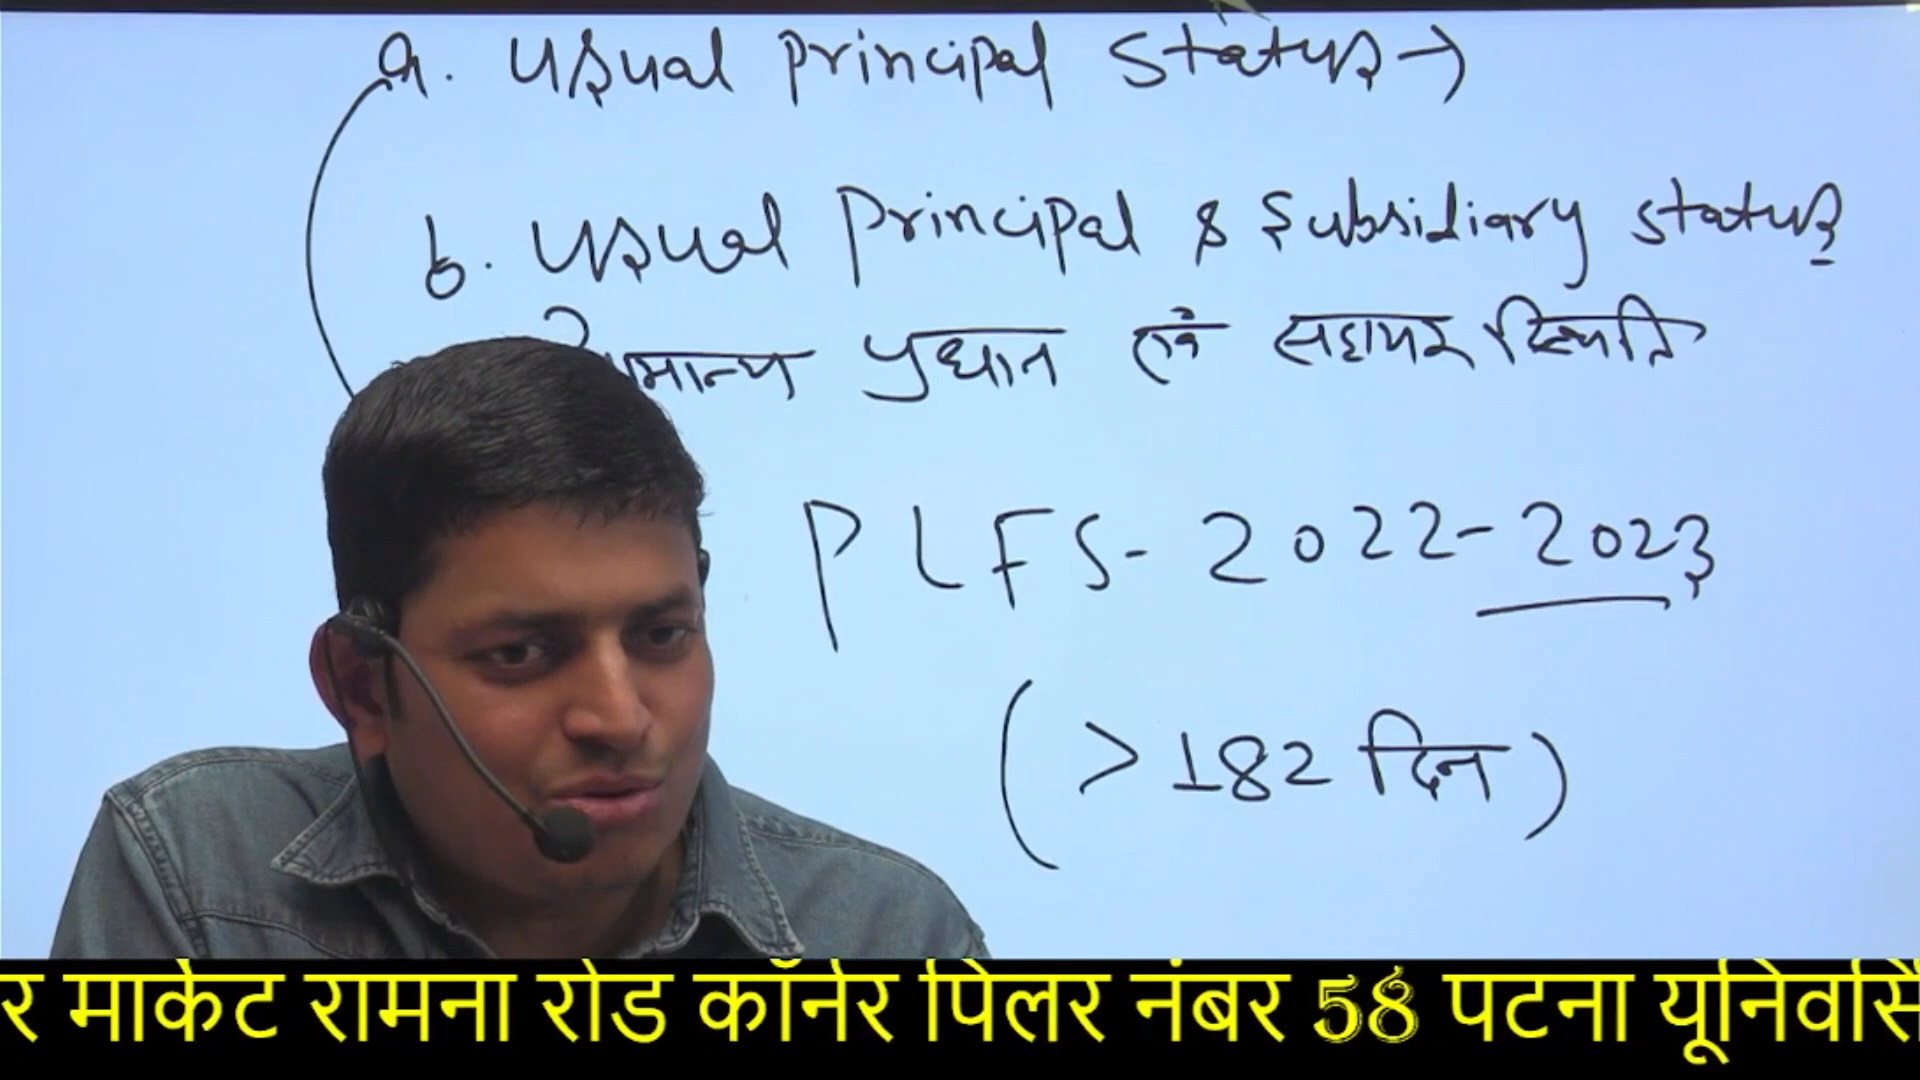 a. Usual principal status →
b. Usual principal & subsidiary status
सामान्य प्रधान एवं सहायक स्थिति
PLFS - 2022-2023
( > 182 दिन )
र मार्केट रामना रोड कॉर्नर पिलर नंबर 58 पटना यूनिवर्सि